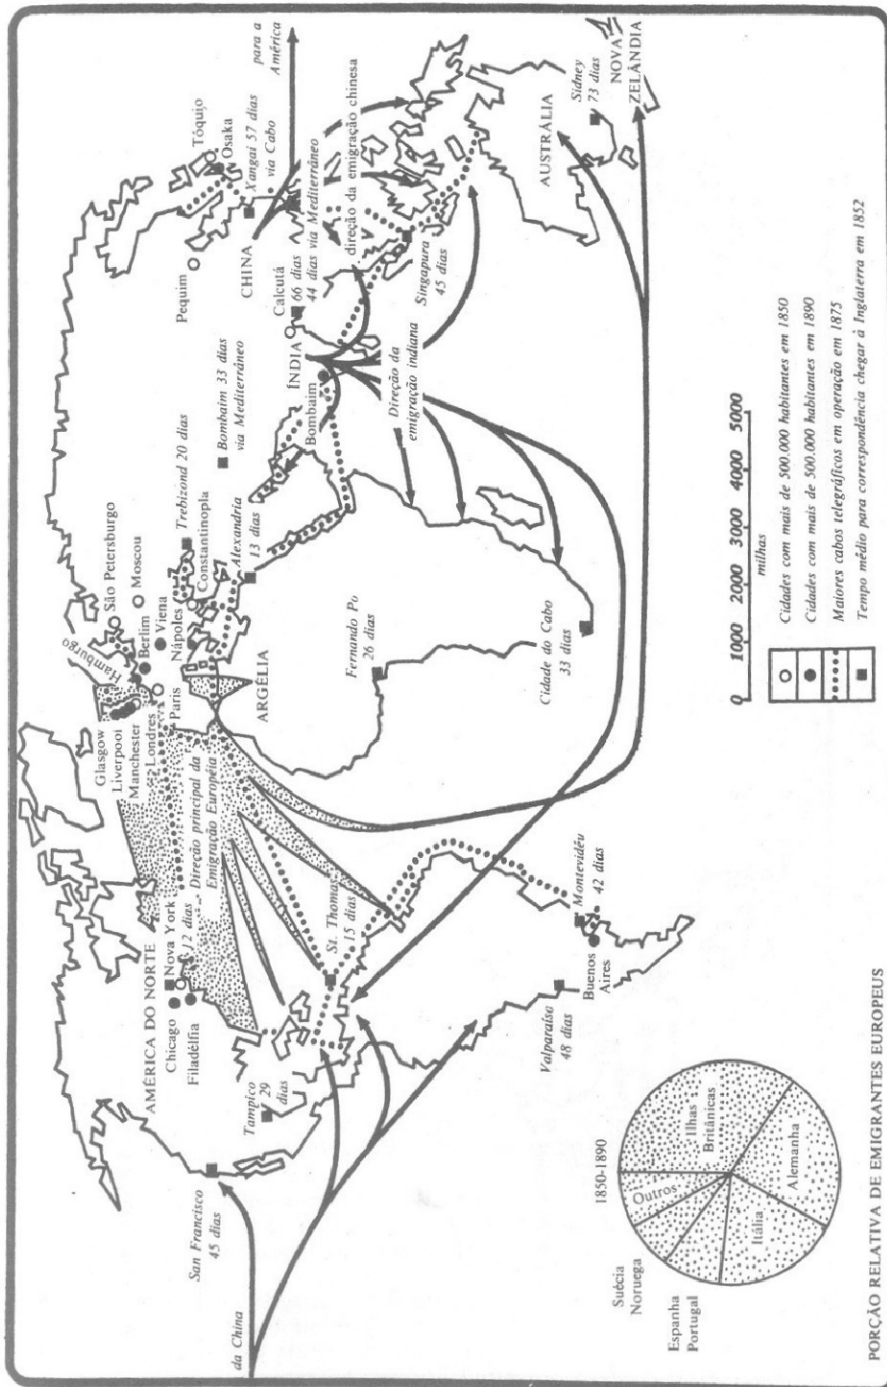 AMÉRICA DO NORTE
Nova York
12 dias
Chicago
Filadélfia
San Francisco
45 dias
da China
Tampico 29
dias
St. Thomas
15 dias
Direção principal da
Emigração Européia
Glasgow
Liverpool
Manchester
Londres
Paris
Hamburgo
Berlim
Viena
Nápoles
São Petersburgo
Moscou
Constantinopla
Trebizond 20 dias
Alexandria
13 dias
ARGÉLIA
Fernando Po
26 dias
Cidade do Cabo
33 dias
Bombaim 33 dias
via Mediterrâneo
ÍNDIA
Bombaim
Calcutá
66 dias
44 dias via Mediterrâneo
Direção da
emigração indiana
Pequim
CHINA
Tóquio
Osaka
Xangai 57 dias
via Cabo
para a
América
direção da emigração chinesa
Singapura
45 dias
AUSTRÁLIA
Sidney
73 dias
NOVA
ZELÂNDIA
Valparaísa
48 dias
Buenos
Aires
Montevidéu
42 dias
1850-1890
Suécia
Noruega
Espanha
Portugal
Outros
Ilhas
Británicas
Itália
Alemanha
PORÇÃO RELATIVA DE EMIGRANTES EUROPEUS
0 1000 2000 3000 4000 5000
milhas
Cidades com mais de 500.000 habitantes em 1850
Cidades com mais de 500.000 habitantes em 1890
Maiores cabos telegráficos em operação em 1875
Tempo médio para correspondência chegar à Inglaterra em 1852